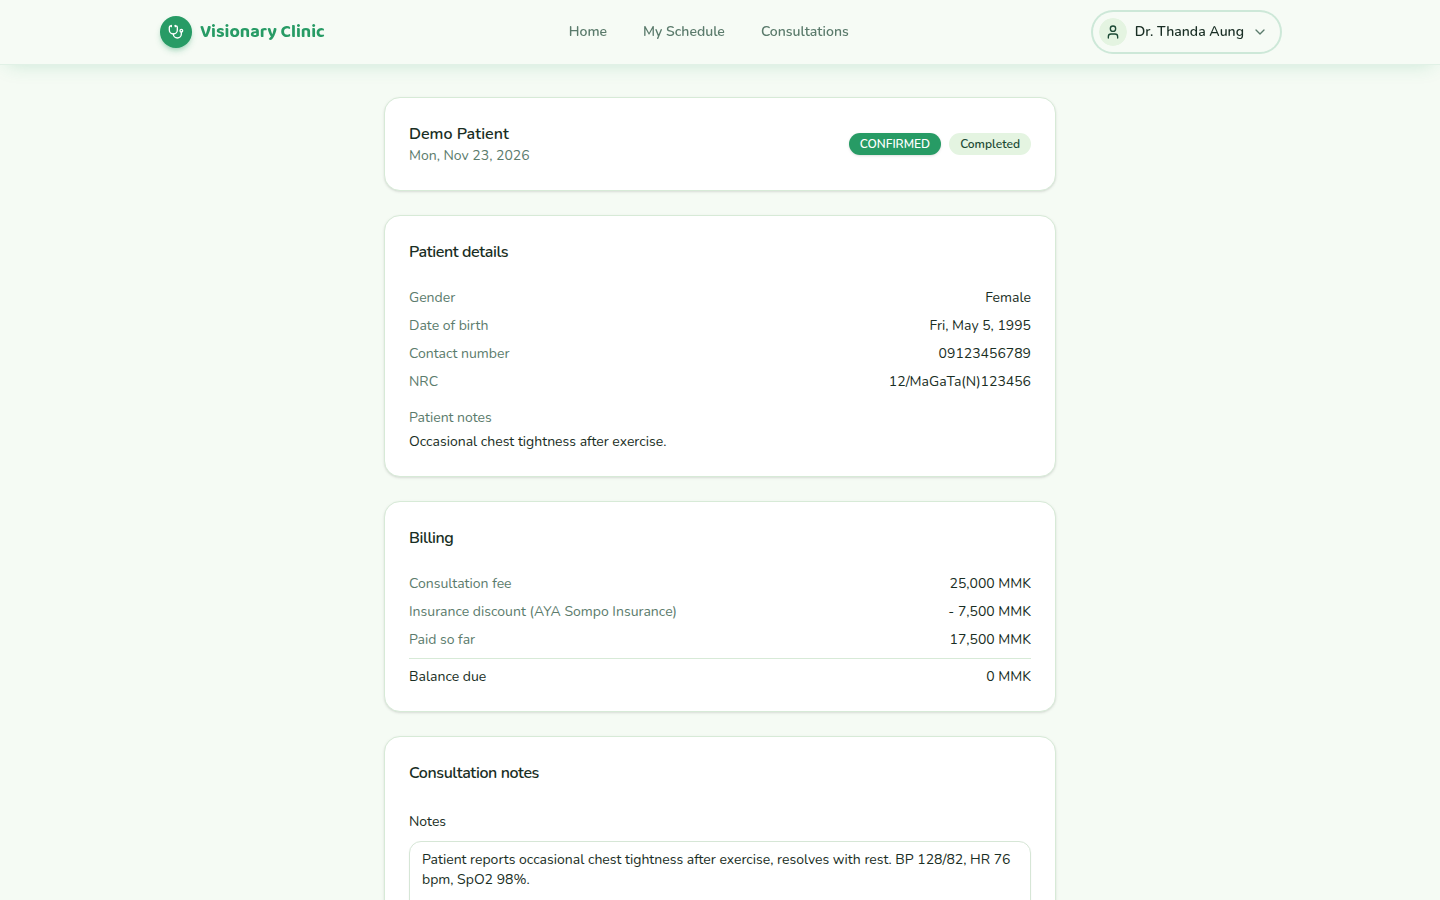 Visionary Clinic
Home
My Schedule
Consultations
Dr. Thanda Aung
Demo Patient
Mon, Nov 23, 2026
CONFIRMED
Completed
Patient details
Gender
Female
Date of birth
Fri, May 5, 1995
Contact number
09123456789
NRC
12/MaGaTa(N)123456
Patient notes
Occasional chest tightness after exercise.
Billing
Consultation fee
25,000 MMK
Insurance discount (AYA Sompo Insurance)
- 7,500 MMK
Paid so far
17,500 MMK
Balance due
0 MMK
Consultation notes
Notes
Patient reports occasional chest tightness after exercise, resolves with rest. BP 128/82, HR 76
bpm, SpO2 98%.